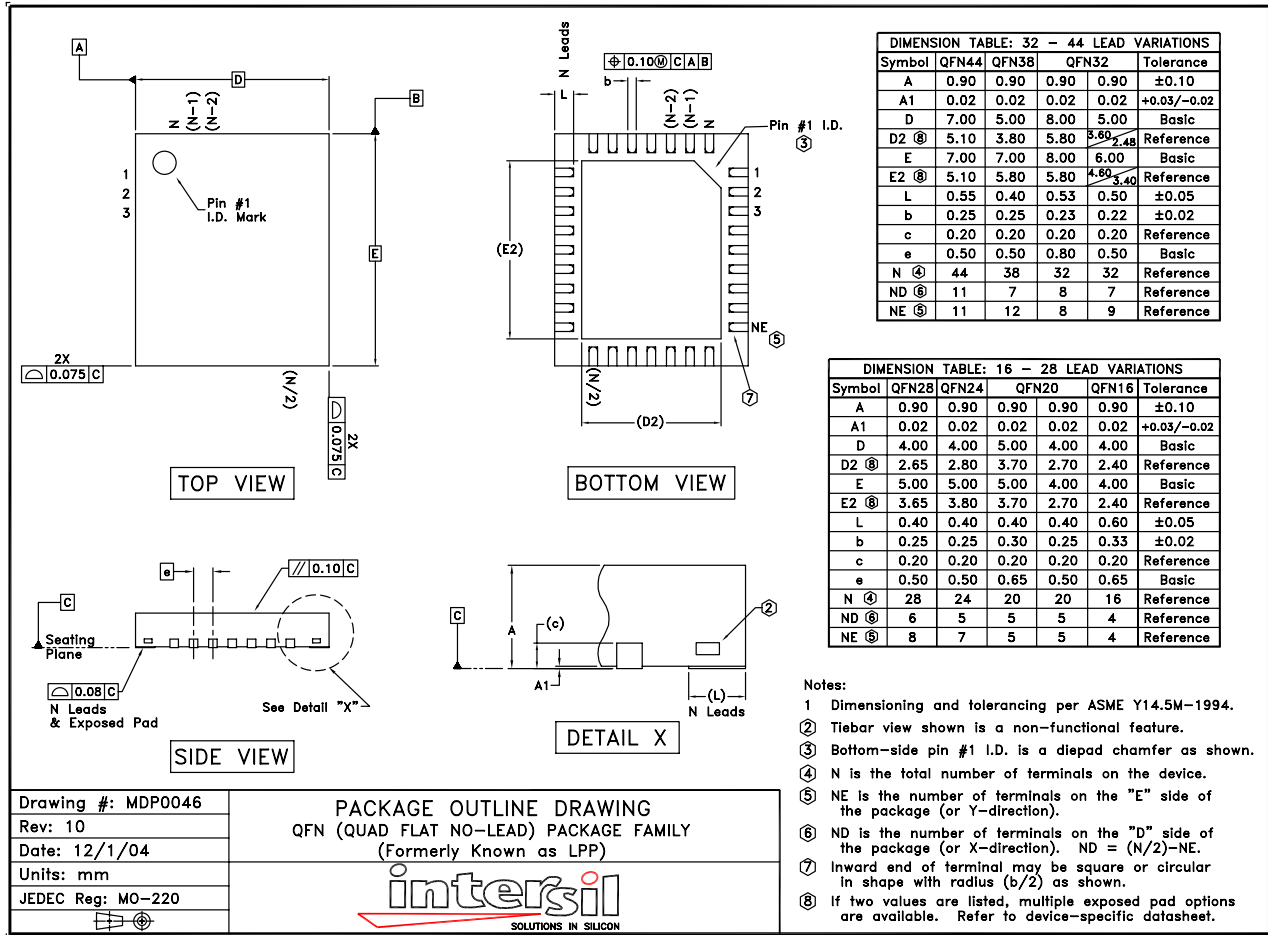 A
D
N
(N-1)
(N-2)
B
1
2
3
Pin #1
I.D. Mark
E
2X
0.075 C
(N/2)
0.075 C
2X
TOP VIEW
N Leads
L
⌖ 0.10Ⓜ C A B
b
(N-2)
(N-1)
N
Pin #1 I.D.
3
1
2
3
(E2)
NE
5
(N/2)
7
(D2)
BOTTOM VIEW
e
// 0.10 C
C
Seating
Plane
0.08 C
N Leads
& Exposed Pad
See Detail "X"
SIDE VIEW
C
A
(c)
A1
2
(L)
N Leads
DETAIL X
DIMENSION TABLE: 32 - 44 LEAD VARIATIONS
Symbol QFN44 QFN38 QFN32 Tolerance
A 0.90 0.90 0.90 0.90 ±0.10
A1 0.02 0.02 0.02 0.02 +0.03/-0.02
D 7.00 5.00 8.00 5.00 Basic
D2 8 5.10 3.80 5.80 3.60/2.48 Reference
E 7.00 7.00 8.00 6.00 Basic
E2 8 5.10 5.80 5.80 4.60/3.40 Reference
L 0.55 0.40 0.53 0.50 ±0.05
b 0.25 0.25 0.23 0.22 ±0.02
c 0.20 0.20 0.20 0.20 Reference
e 0.50 0.50 0.80 0.50 Basic
N 4 44 38 32 32 Reference
ND 6 11 7 8 7 Reference
NE 5 11 12 8 9 Reference
DIMENSION TABLE: 16 - 28 LEAD VARIATIONS
Symbol QFN28 QFN24 QFN20 QFN16 Tolerance
A 0.90 0.90 0.90 0.90 0.90 ±0.10
A1 0.02 0.02 0.02 0.02 0.02 +0.03/-0.02
D 4.00 4.00 5.00 4.00 4.00 Basic
D2 8 2.65 2.80 3.70 2.70 2.40 Reference
E 5.00 5.00 5.00 4.00 4.00 Basic
E2 8 3.65 3.80 3.70 2.70 2.40 Reference
L 0.40 0.40 0.40 0.40 0.60 ±0.05
b 0.25 0.25 0.30 0.25 0.33 ±0.02
c 0.20 0.20 0.20 0.20 0.20 Reference
e 0.50 0.50 0.65 0.50 0.65 Basic
N 4 28 24 20 20 16 Reference
ND 6 6 5 5 5 4 Reference
NE 5 8 7 5 5 4 Reference
Notes:
1 Dimensioning and tolerancing per ASME Y14.5M-1994.
2 Tiebar view shown is a non-functional feature.
3 Bottom-side pin #1 I.D. is a diepad chamfer as shown.
4 N is the total number of terminals on the device.
5 NE is the number of terminals on the "E" side of
the package (or Y-direction).
6 ND is the number of terminals on the "D" side of
the package (or X-direction). ND = (N/2)-NE.
7 Inward end of terminal may be square or circular
in shape with radius (b/2) as shown.
8 If two values are listed, multiple exposed pad options
are available. Refer to device-specific datasheet.
Drawing #: MDP0046
Rev: 10
Date: 12/1/04
Units: mm
JEDEC Reg: MO-220
PACKAGE OUTLINE DRAWING
QFN (QUAD FLAT NO-LEAD) PACKAGE FAMILY
(Formerly Known as LPP)
intersil
SOLUTIONS IN SILICON